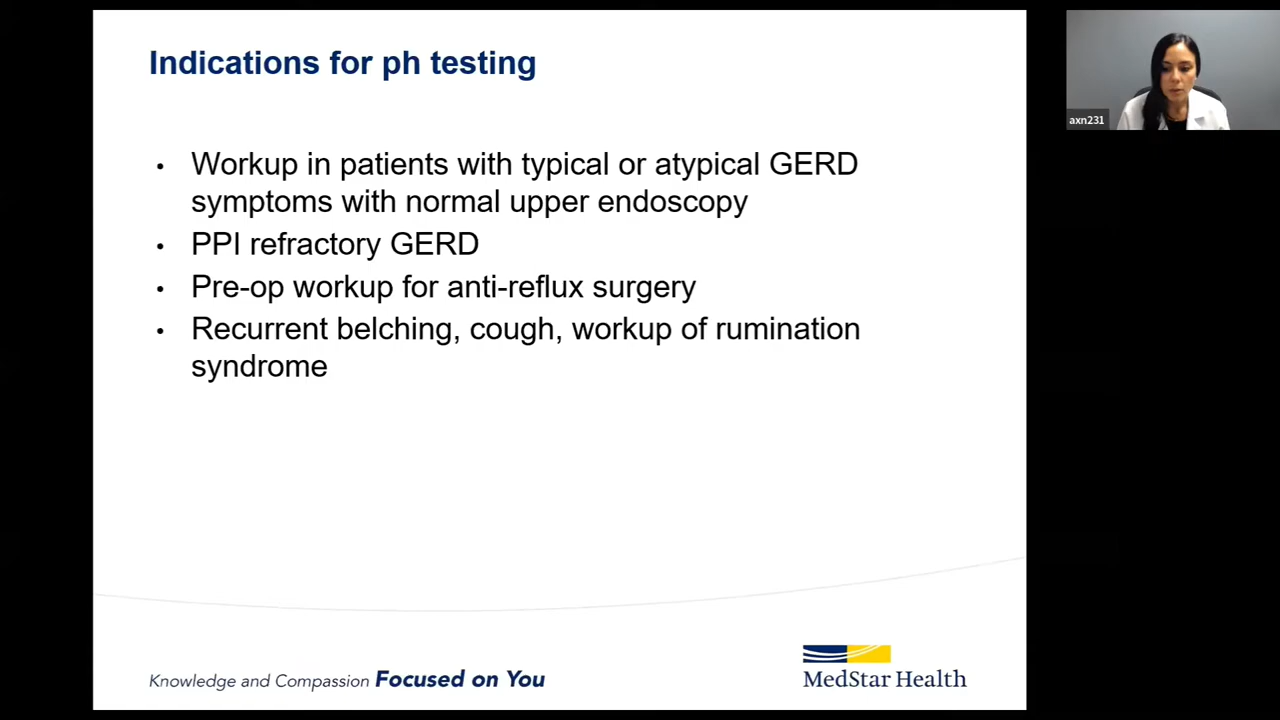 Indications for ph testing
• Workup in patients with typical or atypical GERD
symptoms with normal upper endoscopy
• PPI refractory GERD
• Pre-op workup for anti-reflux surgery
• Recurrent belching, cough, workup of rumination
syndrome
Knowledge and Compassion Focused on You
MedStar Health
axn231